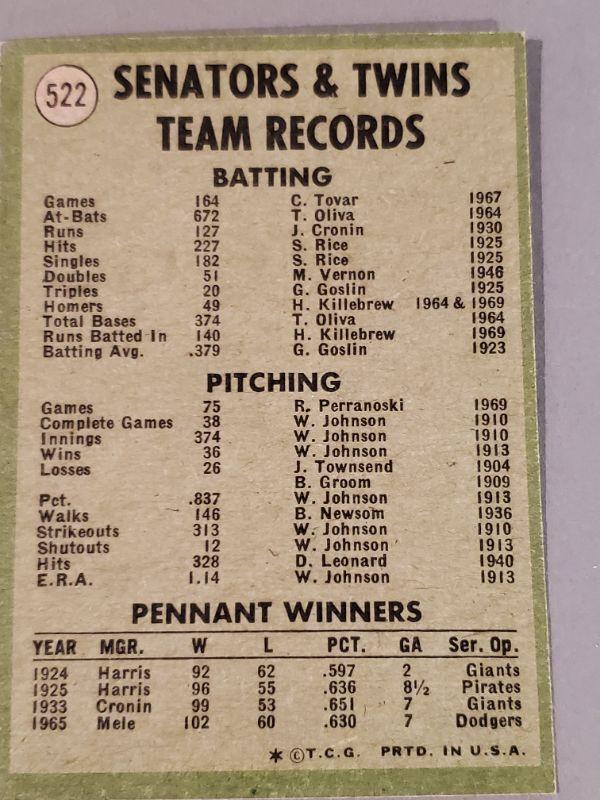 522
SENATORS & TWINS
TEAM RECORDS
BATTING
Games 164 C. Tovar 1967
At-Bats 672 T. Oliva 1964
Runs 127 J. Cronin 1930
Hits 227 S. Rice 1925
Singles 182 S. Rice 1925
Doubles 51 M. Vernon 1946
Triples 20 G. Goslin 1925
Homers 49 H. Killebrew 1964 & 1969
Total Bases 374 T. Oliva 1964
Runs Batted In 140 H. Killebrew 1969
Batting Avg. .379 G. Goslin 1923
PITCHING
Games 75 R. Perranoski 1969
Complete Games 38 W. Johnson 1910
Innings 374 W. Johnson 1910
Wins 36 W. Johnson 1913
Losses 26 J. Townsend 1904
B. Groom 1909
Pct. .837 W. Johnson 1913
Walks 146 B. Newsom 1936
Strikeouts 313 W. Johnson 1910
Shutouts 12 W. Johnson 1913
Hits 328 D. Leonard 1940
E.R.A. 1.14 W. Johnson 1913
PENNANT WINNERS
YEAR MGR. W L PCT. GA Ser. Op.
1924 Harris 92 62 .597 2 Giants
1925 Harris 96 55 .636 8½ Pirates
1933 Cronin 99 53 .651 7 Giants
1965 Mele 102 60 .630 7 Dodgers
* © T.C.G. PRTD. IN U.S.A.